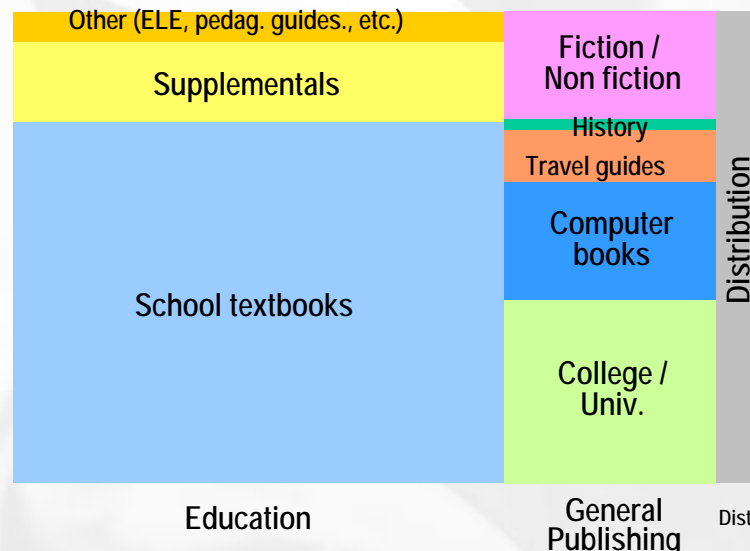 Other (ELE, pedag. guides., etc.)
Supplementals
School textbooks
Education
Fiction /
Non fiction
History
Travel guides
Computer
books
College /
Univ.
General
Publishing
Distribution
Dist